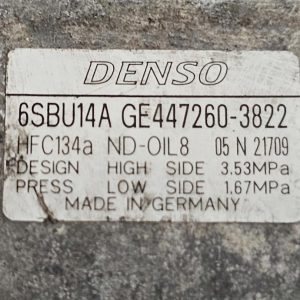 DENSO
6SBU14A GE447260-3822
HFC134a ND-OIL8 05 N 21709
DESIGN HIGH SIDE 3.53MPa
PRESS LOW SIDE 1.67MPa
MADE IN GERMANY